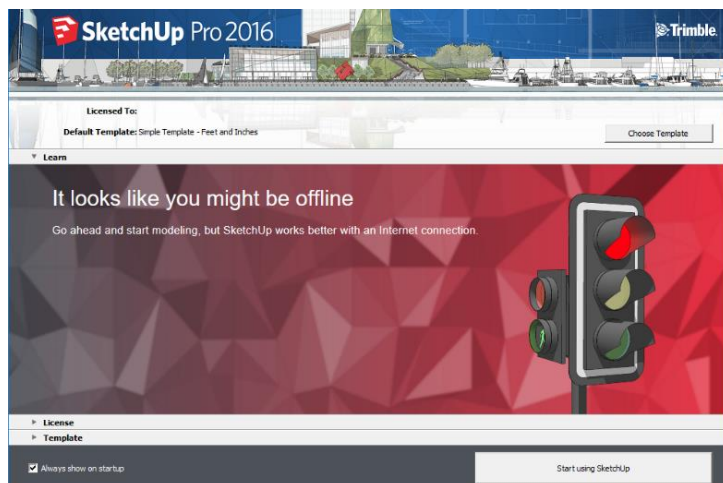 SketchUp Pro 2016
Trimble
Licensed To:
Default Template: Simple Template - Feet and Inches
Choose Template
Learn
It looks like you might be offline
Go ahead and start modeling, but SketchUp works better with an Internet connection.
License
Template
Always show on startup
Start using SketchUp